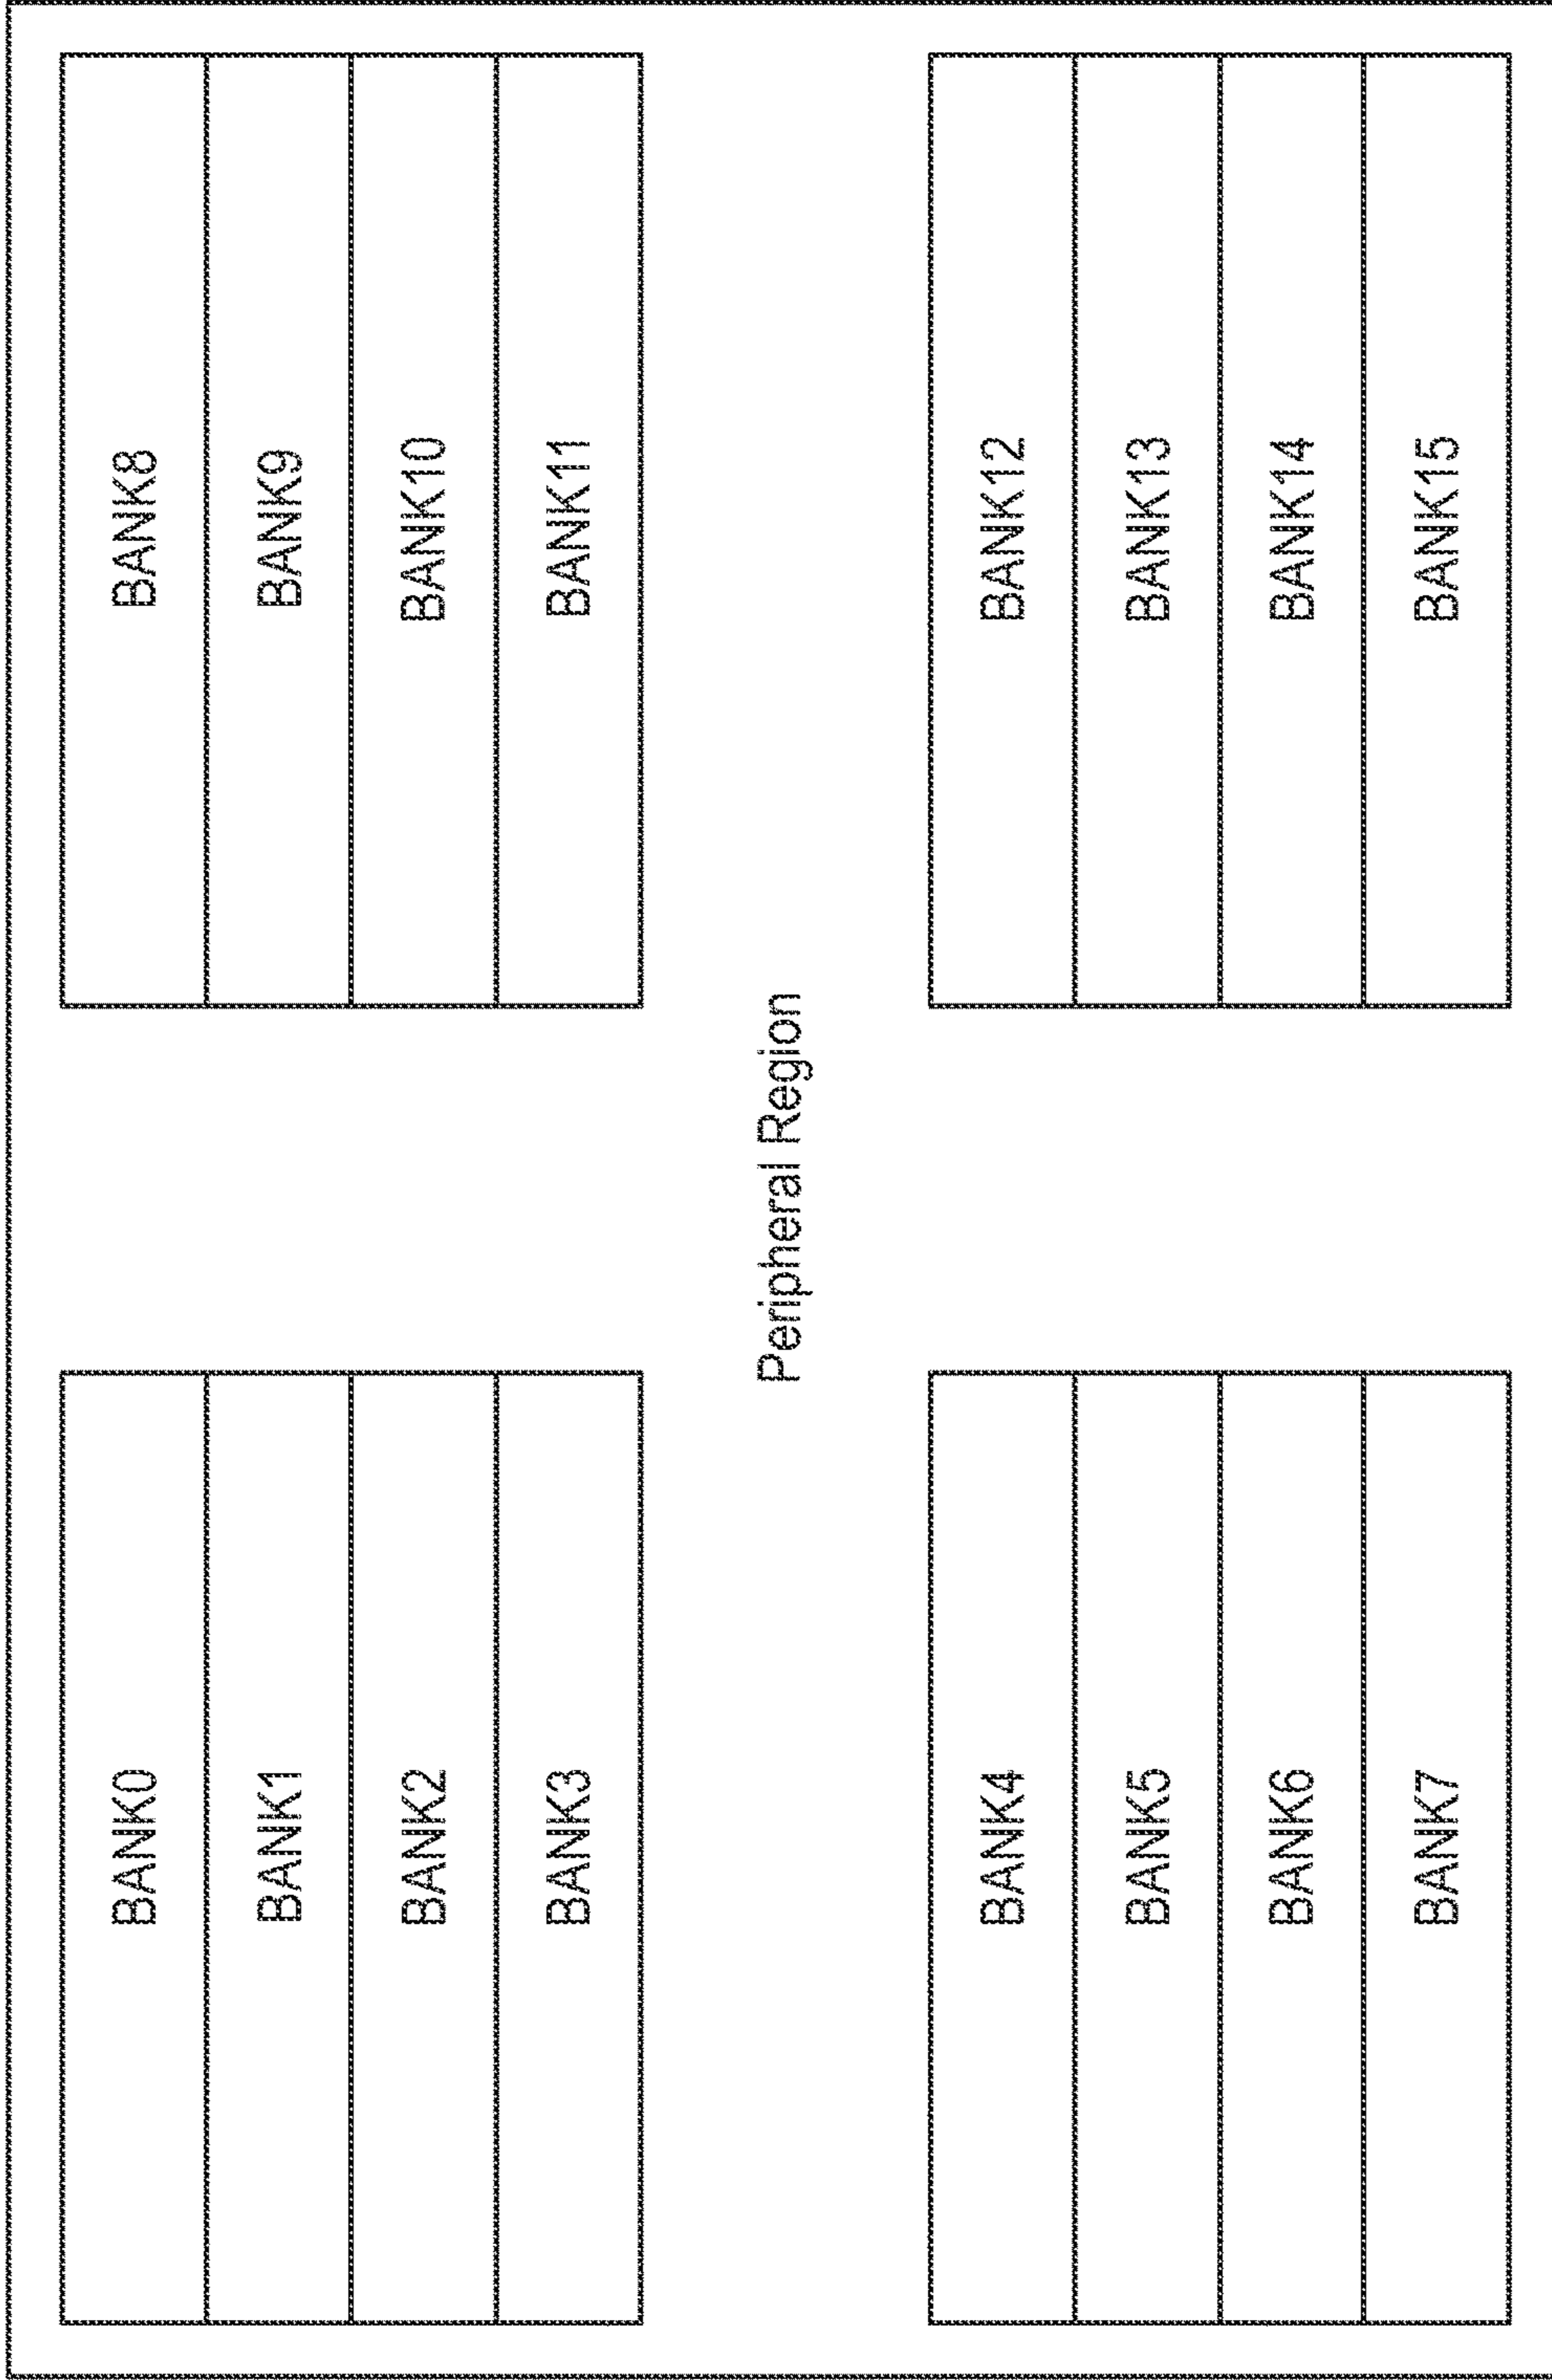 BANK0
BANK1
BANK2
BANK3
BANK8
BANK9
BANK10
BANK11
Peripheral Region
BANK4
BANK5
BANK6
BANK7
BANK12
BANK13
BANK14
BANK15